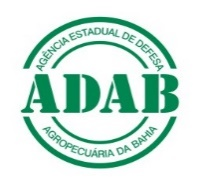 AGÊNCIA ESTADUAL DE DEFESA
ADAB
AGROPECUÁRIA DA BAHIA